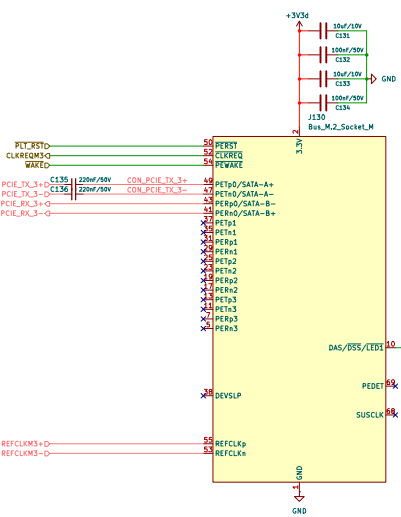 +3V3d
10uF/10V
C131
100nF/50V
C132
10uF/10V
C133
GND
100nF/50V
C134
J130
Bus_M.2_Socket_M
2
3.3V
PLT_RST 50 PERST
CLKREQM3 52 CLKREQ
WAKE 54 PEWAKE
PCIE_TX_3+ C135 220nF/50V CON_PCIE_TX_3+ 49 PETp0/SATA-A+
PCIE_TX_3- C136 220nF/50V CON_PCIE_TX_3- 47 PETn0/SATA-A-
PCIE_RX_3+ 43 PERp0/SATA-B-
PCIE_RX_3- 41 PERn0/SATA-B+
37 PETp1
35 PETn1
31 PERp1
29 PERn1
25 PETp2
23 PETn2
19 PERp2
17 PERn2
13 PETp3
11 PETn3
7 PERp3
5 PERn3
DAS/DSS/LED1 10
PEDET 69
38 DEVSLP
SUSCLK 68
REFCLKM3+ 55 REFCLKp
REFCLKM3- 53 REFCLKn
GND
1
GND